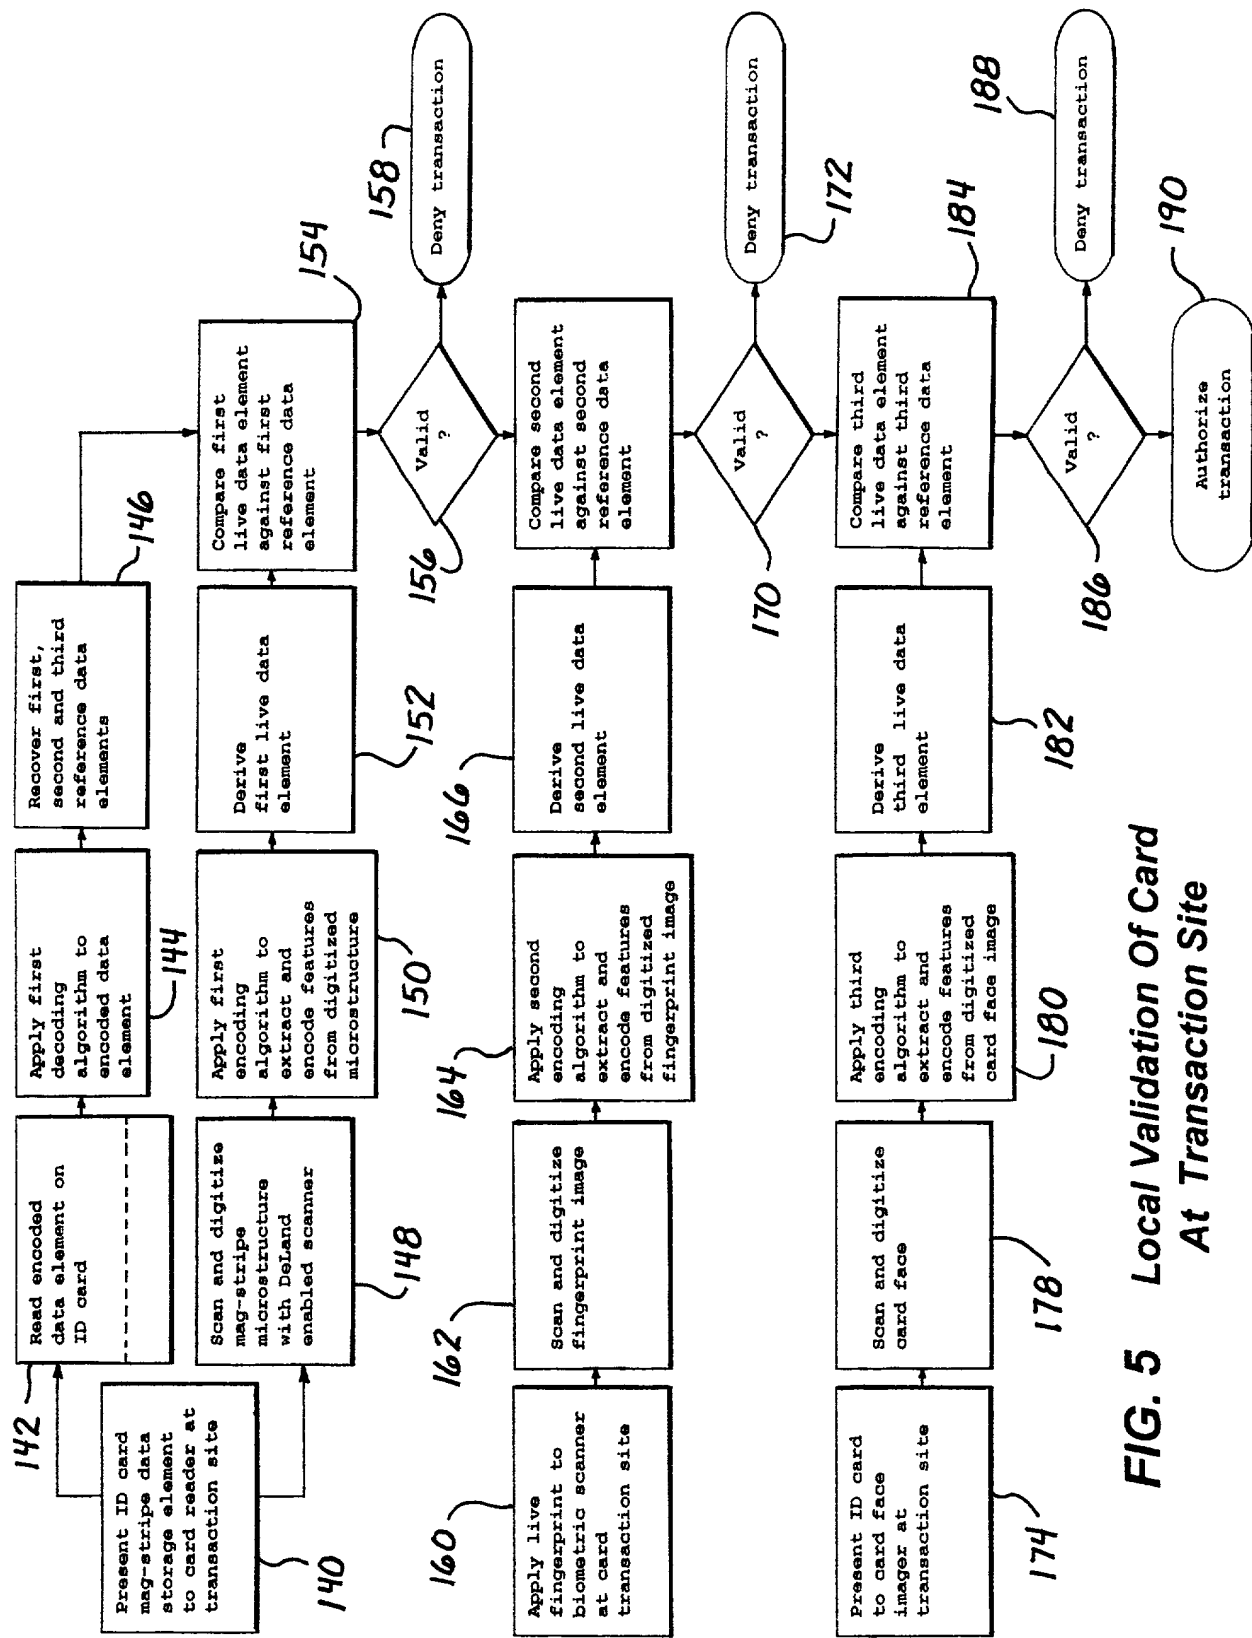 Present ID card
mag-stripe data
storage element
to card reader at
transaction site
140
142
Read encoded
data element on
ID card
Apply first
decoding
algorithm to
encoded data
element
144
Recover first,
second and third
reference data
elements
146
Scan and digitize
mag-stripe
microstructure
with DeLand
enabled scanner
148
Apply first
encoding
algorithm to
extract and
encode features
from digitized
microstructure
150
Derive
first live data
element
152
Compare first
live data element
against first
reference data
element
154
Valid
?
156
Deny transaction
158
Apply live
fingerprint to
biometric scanner
at card
transaction site
160
Scan and digitize
fingerprint image
162
Apply second
encoding
algorithm to
extract and
encode features
from digitized
fingerprint image
164
Derive
second live data
element
166
Compare second
live data element
against second
reference data
element
Valid
?
170
Deny transaction
172
Present ID card
to card face
imager at
transaction site
174
Scan and digitize
card face
178
Apply third
encoding
algorithm to
extract and
encode features
from digitized
card face image
180
Derive
third live data
element
182
Compare third
live data element
against third
reference data
element
184
Valid
?
186
Deny transaction
188
Authorize
transaction
190
FIG. 5 Local Validation Of Card
At Transaction Site